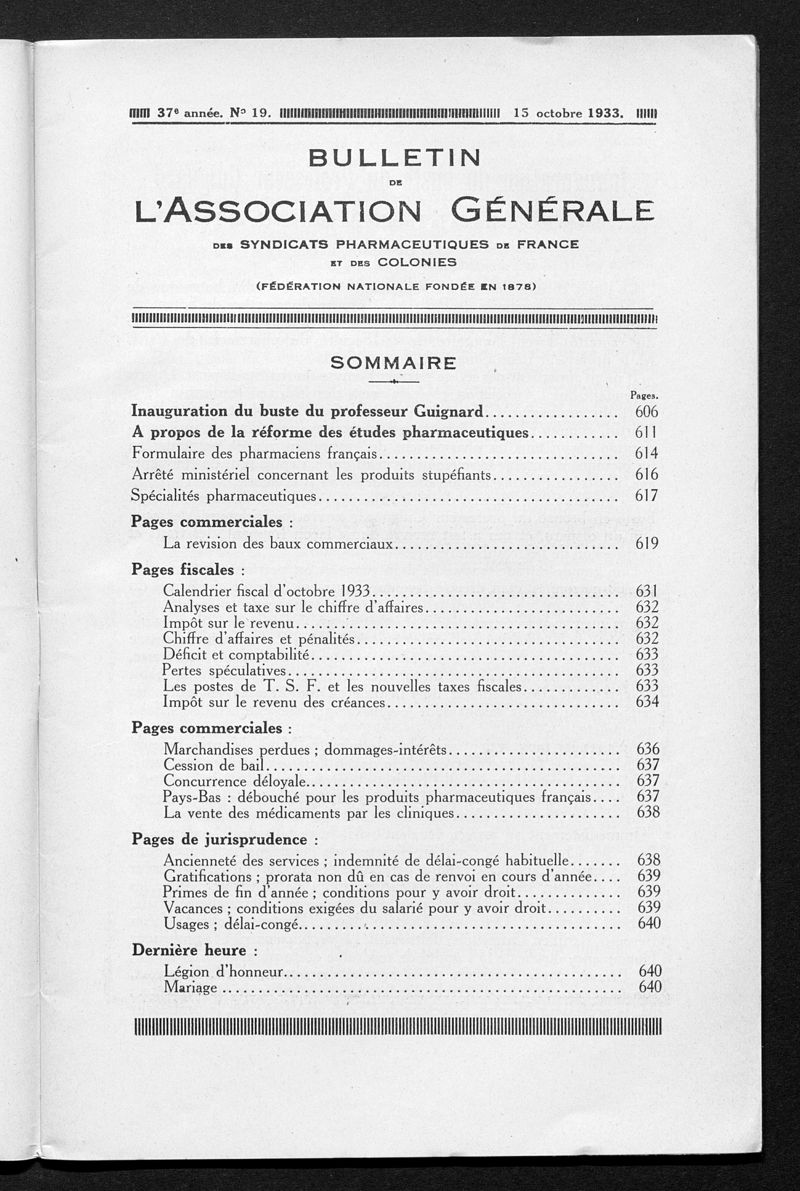 37e année. No 19. 15 octobre 1933.
BULLETIN
DE
L'ASSOCIATION GÉNÉRALE
DES SYNDICATS PHARMACEUTIQUES DE FRANCE
ET DES COLONIES
(FÉDÉRATION NATIONALE FONDÉE EN 1878)
SOMMAIRE
Pages.
Inauguration du buste du professeur Guignard.................. 606
A propos de la réforme des études pharmaceutiques............ 611
Formulaire des pharmaciens français................................ 614
Arrêté ministériel concernant les produits stupéfiants................. 616
Spécialités pharmaceutiques........................................ 617
Pages commerciales :
La revision des baux commerciaux.............................. 619
Pages fiscales :
Calendrier fiscal d'octobre 1933................................. 631
Analyses et taxe sur le chiffre d'affaires.......................... 632
Impôt sur le revenu........................................... 632
Chiffre d'affaires et pénalités................................... 632
Déficit et comptabilité......................................... 633
Pertes spéculatives............................................ 633
Les postes de T. S. F. et les nouvelles taxes fiscales............. 633
Impôt sur le revenu des créances............................... 634
Pages commerciales :
Marchandises perdues ; dommages-intérêts....................... 636
Cession de bail............................................... 637
Concurrence déloyale.......................................... 637
Pays-Bas : débouché pour les produits pharmaceutiques français.... 637
La vente des médicaments par les cliniques...................... 638
Pages de jurisprudence :
Ancienneté des services ; indemnité de délai-congé habituelle....... 638
Gratifications ; prorata non dû en cas de renvoi en cours d'année.... 639
Primes de fin d'année ; conditions pour y avoir droit.............. 639
Vacances ; conditions exigées du salarié pour y avoir droit.......... 639
Usages ; délai-congé........................................... 640
Dernière heure :
Légion d'honneur............................................. 640
Mariage ..................................................... 640